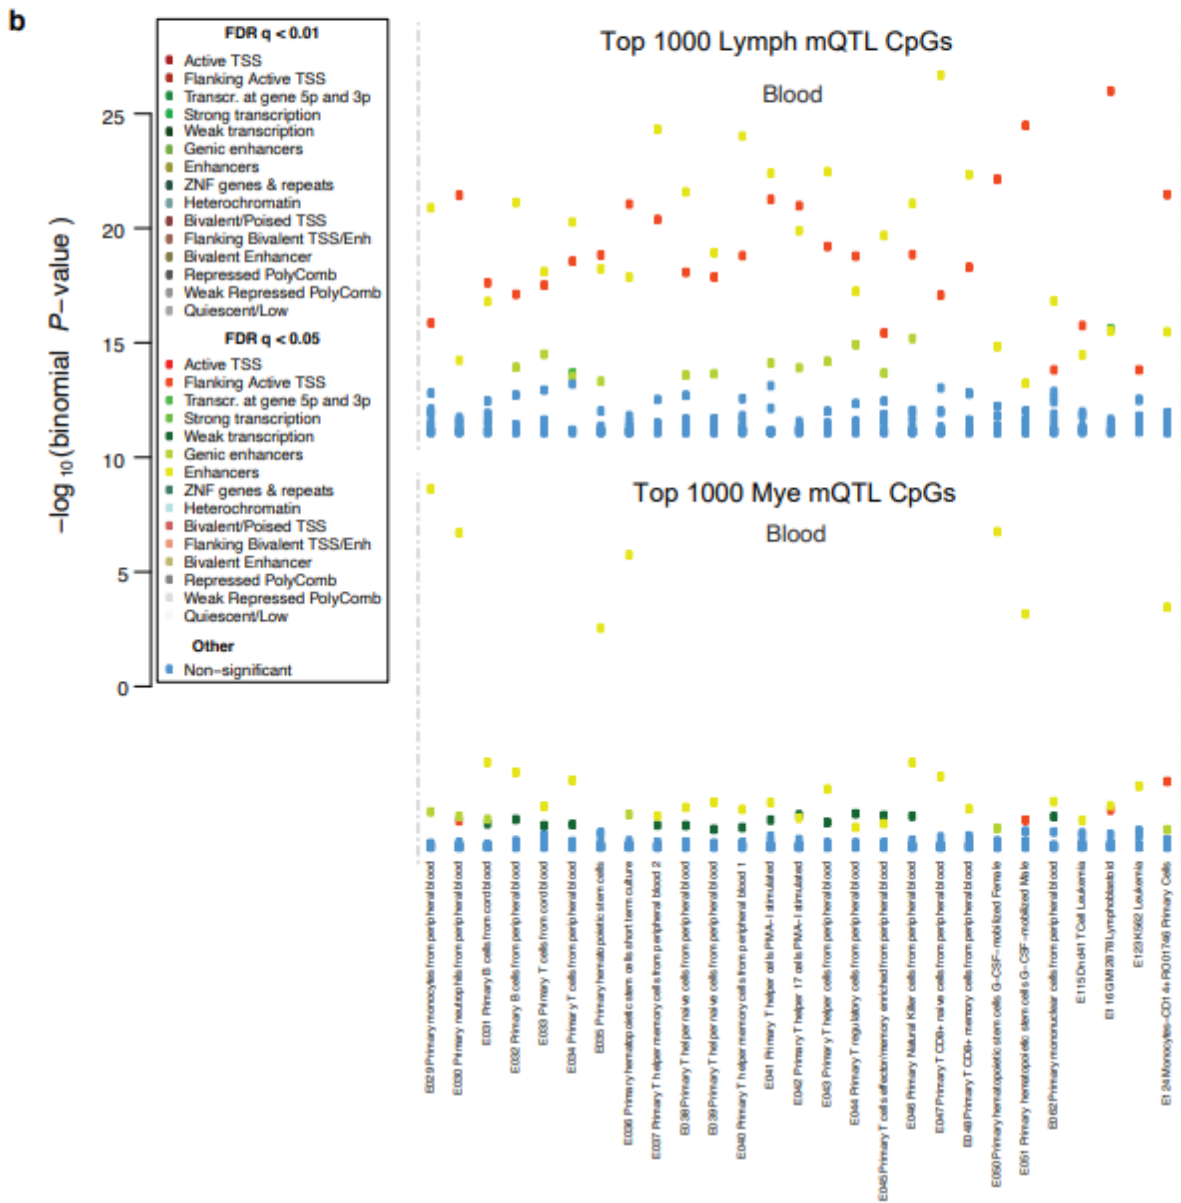 b
FDR q < 0.01
Active TSS
Flanking Active TSS
Transcr. at gene 5p and 3p
Strong transcription
Weak transcription
Genic enhancers
Enhancers
ZNF genes & repeats
Heterochromatin
Bivalent/Poised TSS
Flanking Bivalent TSS/Enh
Bivalent Enhancer
Repressed PolyComb
Weak Repressed PolyComb
Quiescent/Low
FDR q < 0.05
Active TSS
Flanking Active TSS
Transcr. at gene 5p and 3p
Strong transcription
Weak transcription
Genic enhancers
Enhancers
ZNF genes & repeats
Heterochromatin
Bivalent/Poised TSS
Flanking Bivalent TSS/Enh
Bivalent Enhancer
Repressed PolyComb
Weak Repressed PolyComb
Quiescent/Low
Other
Non-significant
-log 10 (binomial P-value )
25
20
15
10
5
0
Top 1000 Lymph mQTL CpGs
Blood
Top 1000 Mye mQTL CpGs
Blood
E029 Primary monocytes from peripheral blood
E030 Primary neutrophils from peripheral blood
E031 Primary B cells from cord blood
E032 Primary B cells from peripheral blood
E033 Primary T cells from cord blood
E034 Primary T cells from peripheral blood
E035 Primary hematopoietic stem cells
E036 Primary hematopoietic stem cells short term culture
E037 Primary T helper memory cells from peripheral blood 2
E038 Primary T helper naive cells from peripheral blood
E039 Primary T helper naive cells from peripheral blood
E040 Primary T helper memory cells from peripheral blood 1
E041 Primary T helper cells PMA-I stimulated
E042 Primary T helper 17 cells PMA-I stimulated
E043 Primary T helper cells from peripheral blood
E044 Primary T regulatory cells from peripheral blood
E045 Primary T cells effector/memory enriched from peripheral blood
E046 Primary Natural Killer cells from peripheral blood
E047 Primary T CD8+ naive cells from peripheral blood
E048 Primary T CD8+ memory cells from peripheral blood
E050 Primary hematopoietic stem cells G-CSF-mobilized Female
E051 Primary hematopoietic stem cells G-CSF-mobilized Male
E062 Primary mononuclear cells from peripheral blood
E115 Dnd41 TCell Leukemia
E116 GM12878 Lymphoblastoid
E123 K562 Leukemia
E124 Monocytes-CD14+ RO01746 Primary Cells